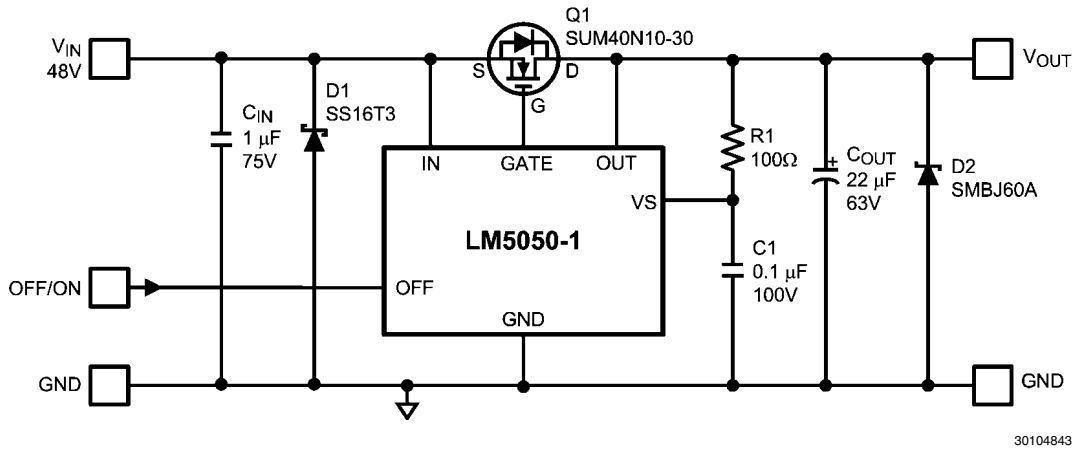 Q1
SUM40N10-30
VIN
48V
S
D
G
VOUT
CIN
1 μF
75V
D1
SS16T3
R1
100Ω
COUT
+
22 μF
63V
D2
SMBJ60A
IN
GATE
OUT
VS
LM5050-1
C1
0.1 μF
100V
OFF/ON
OFF
GND
GND
GND
30104843